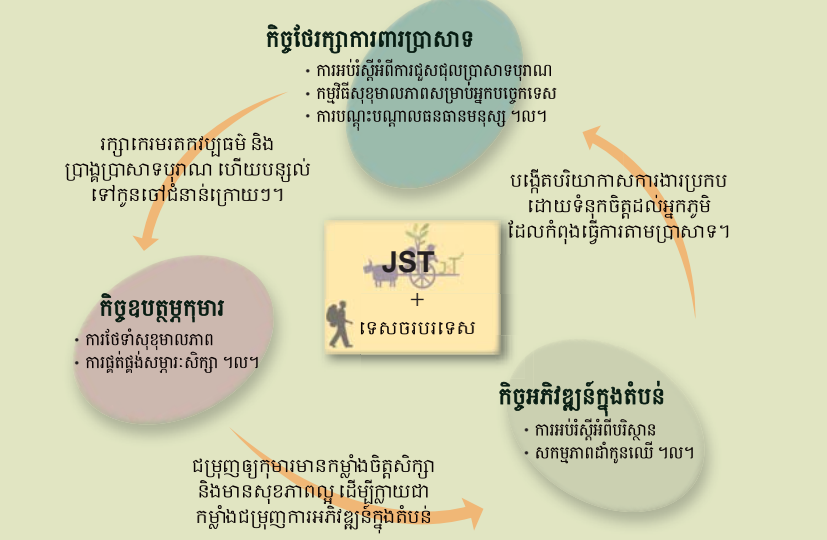 កិច្ចថែរក្សាការពារប្រាសាទ
• ការអប់រំស្តីអំពីការជួសជុលប្រាសាទបុរាណ
• កម្មវិធីសុខុមាលភាពសម្រាប់អ្នកបច្ចេកទេស
• ការបណ្តុះបណ្តាលធនធានមនុស្ស ។ល។
រក្សាកេរមរតកវប្បធម៌ និង
ប្រាង្គប្រាសាទបុរាណ ហើយបន្សល់
ទៅកូនចៅជំនាន់ក្រោយៗ។
បង្កើតបរិយាកាសការងារប្រកប
ដោយទំនុកចិត្តដល់អ្នកភូមិ
ដែលកំពុងធ្វើការតាមប្រាសាទ។
JST
+
ទេសចរបរទេស
កិច្ចឧបត្ថម្ភកុមារ
• ការថែទាំសុខុមាលភាព
• ការផ្គត់ផ្គង់សម្ភារៈសិក្សា ។ល។
កិច្ចអភិវឌ្ឍន៍ក្នុងតំបន់
• ការអប់រំស្តីអំពីបរិស្ថាន
• សកម្មភាពដាំកូនឈើ ។ល។
ជម្រុញឲ្យកុមារមានកម្លាំងចិត្តសិក្សា
និងមានសុខភាពល្អ ដើម្បីក្លាយជា
កម្លាំងជម្រុញការអភិវឌ្ឍន៍ក្នុងតំបន់